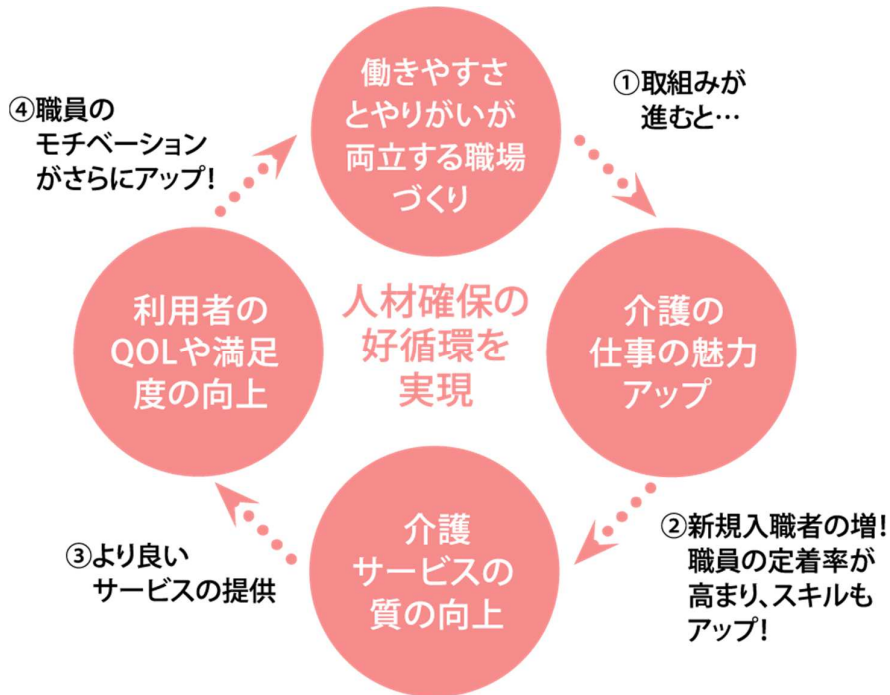 働きやすさ
とやりがいが
両立する職場
づくり
①取組みが
進むと…
介護の
仕事の魅力
アップ
②新規入職者の増!
職員の定着率が
高まり、スキルも
アップ!
介護
サービスの
質の向上
③より良い
サービスの提供
利用者の
QOLや満足
度の向上
④職員の
モチベーション
がさらにアップ!
人材確保の
好循環を
実現